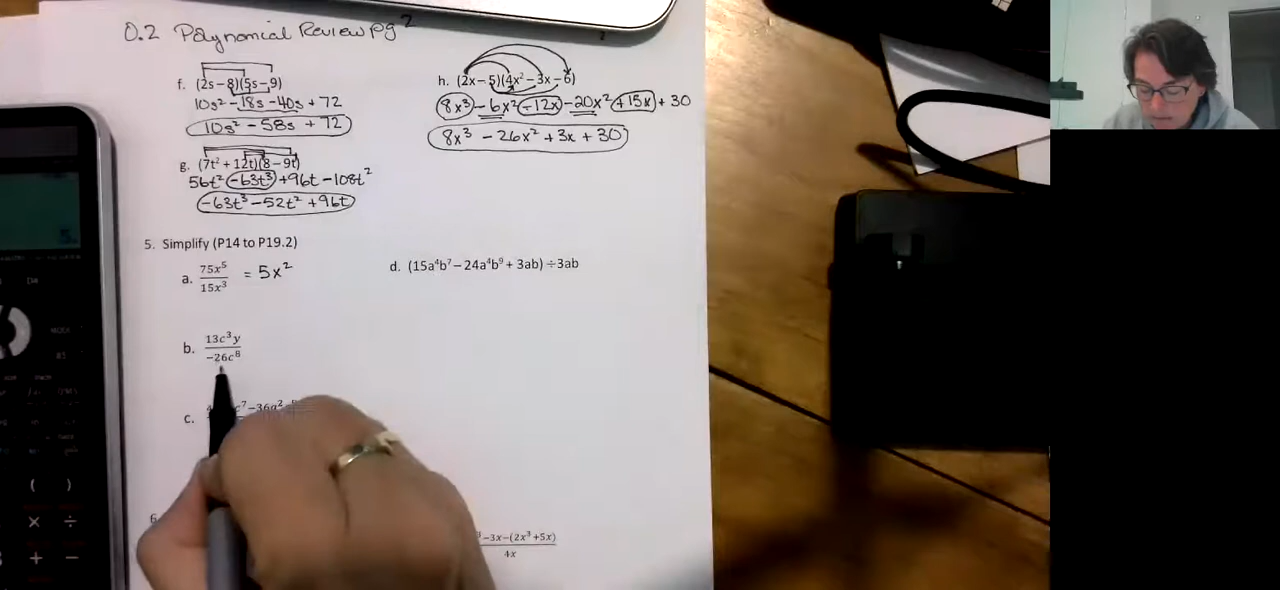 0.2 Polynomial Review pg 2
f. (2s – 8)(5s – 9)
10s² – 18s – 40s + 72
10s² – 58s + 72
g. (7t² + 12t)(8 – 9t)
56t² – 63t³ + 96t – 108t²
– 63t³ – 52t² + 96t
h. (2x – 5)(4x² – 3x – 6)
8x³ – 6x² – 12x – 20x² + 15x + 30
8x³ – 26x² + 3x + 30
5. Simplify (P14 to P19.2)
a. 75x⁵ / 15x³ = 5x²
b. 13c³y / −26c⁸
c.
d. (15a⁴b⁷ – 24a⁴b⁹ + 3ab) ÷ 3ab
6
−3x−(2x³+5x)
4x
( )
× ÷
+ −